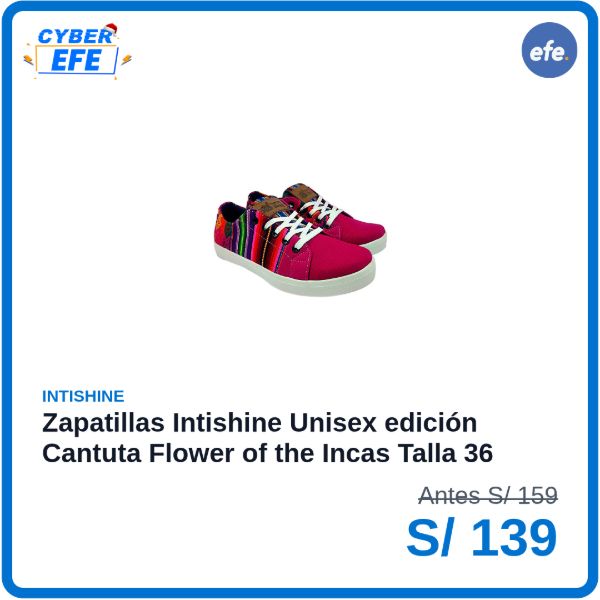 CYBER
EFE
efe.
INTISHINE
Zapatillas Intishine Unisex edición
Cantuta Flower of the Incas Talla 36
Antes S/ 159
S/ 139